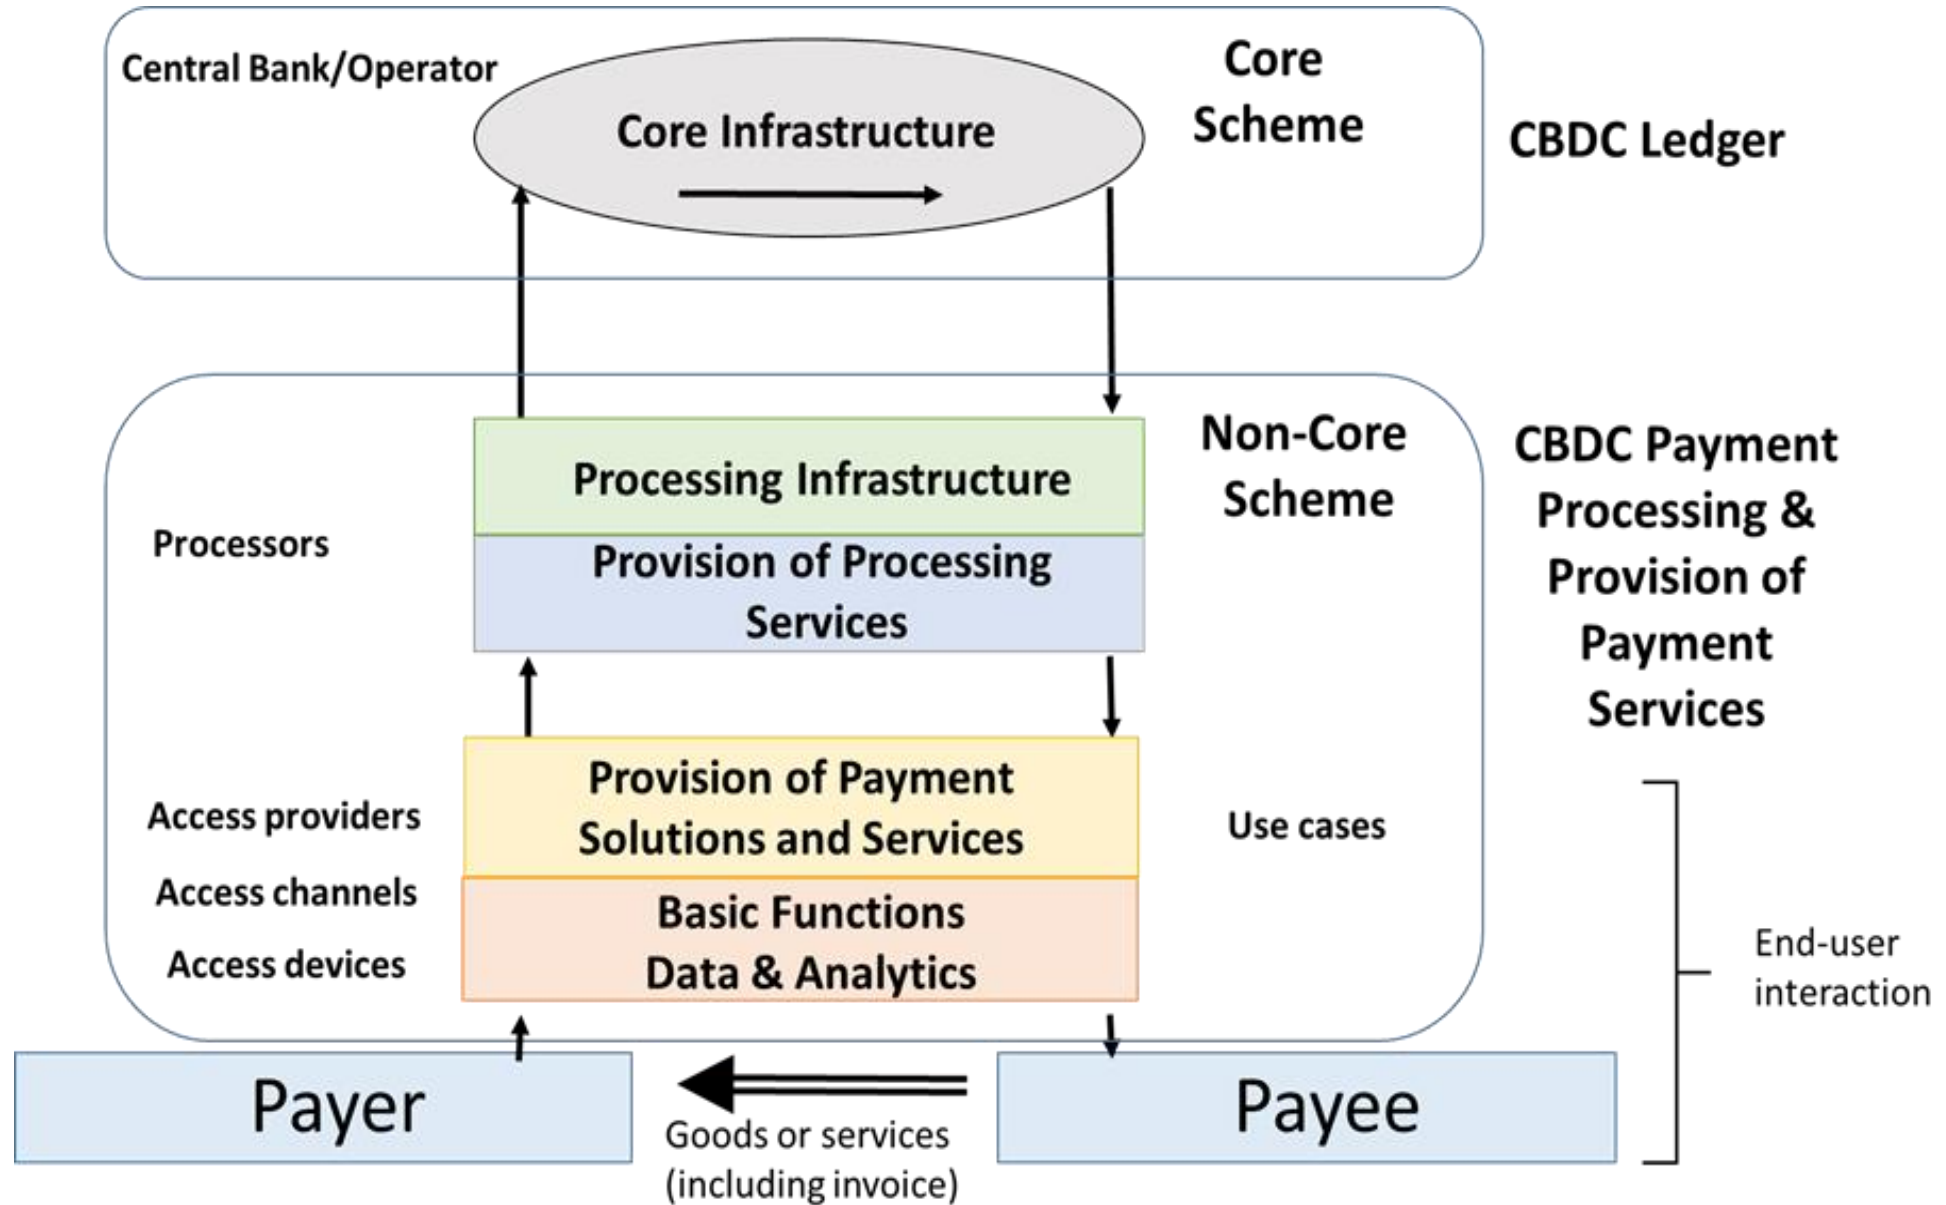 Central Bank/Operator
Core Infrastructure
Core
Scheme
CBDC Ledger
Processing Infrastructure
Non-Core
Scheme
CBDC Payment
Processing &
Provision of
Payment
Services
Processors
Provision of Processing
Services
Provision of Payment
Solutions and Services
Access providers
Use cases
Access channels
Basic Functions
Data & Analytics
Access devices
End-user
interaction
Payer
Payee
Goods or services
(including invoice)